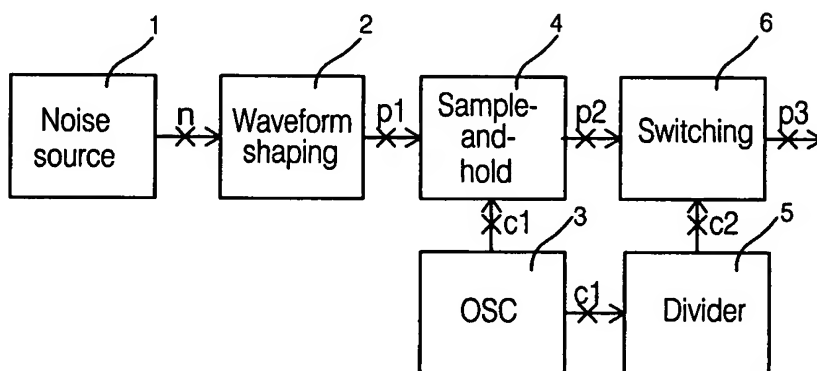 1
2
4
6
Noise
source
n
Waveform
shaping
p1
Sample-
and-
hold
p2
Switching
p3
c1
3
c2
5
OSC
c1
Divider